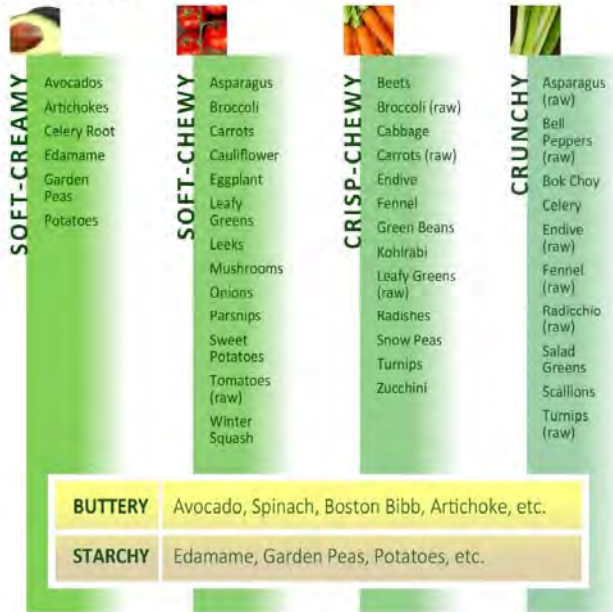 SOFT-CREAMY
Avocados
Artichokes
Celery Root
Edamame
Garden
Peas
Potatoes
SOFT-CHEWY
Asparagus
Broccoli
Carrots
Cauliflower
Eggplant
Leafy
Greens
Leeks
Mushrooms
Onions
Parsnips
Sweet
Potatoes
Tomatoes
(raw)
Winter
Squash
CRISP-CHEWY
Beets
Broccoli (raw)
Cabbage
Carrots (raw)
Endive
Fennel
Green Beans
Kohlrabi
Leafy Greens
(raw)
Radishes
Snow Peas
Turnips
Zucchini
CRUNCHY
Asparagus
(raw)
Bell
Peppers
(raw)
Bok Choy
Celery
Endive
(raw)
Fennel
(raw)
Radicchio
(raw)
Salad
Greens
Scallions
Turnips
(raw)
BUTTERY Avocado, Spinach, Boston Bibb, Artichoke, etc.
STARCHY Edamame, Garden Peas, Potatoes, etc.